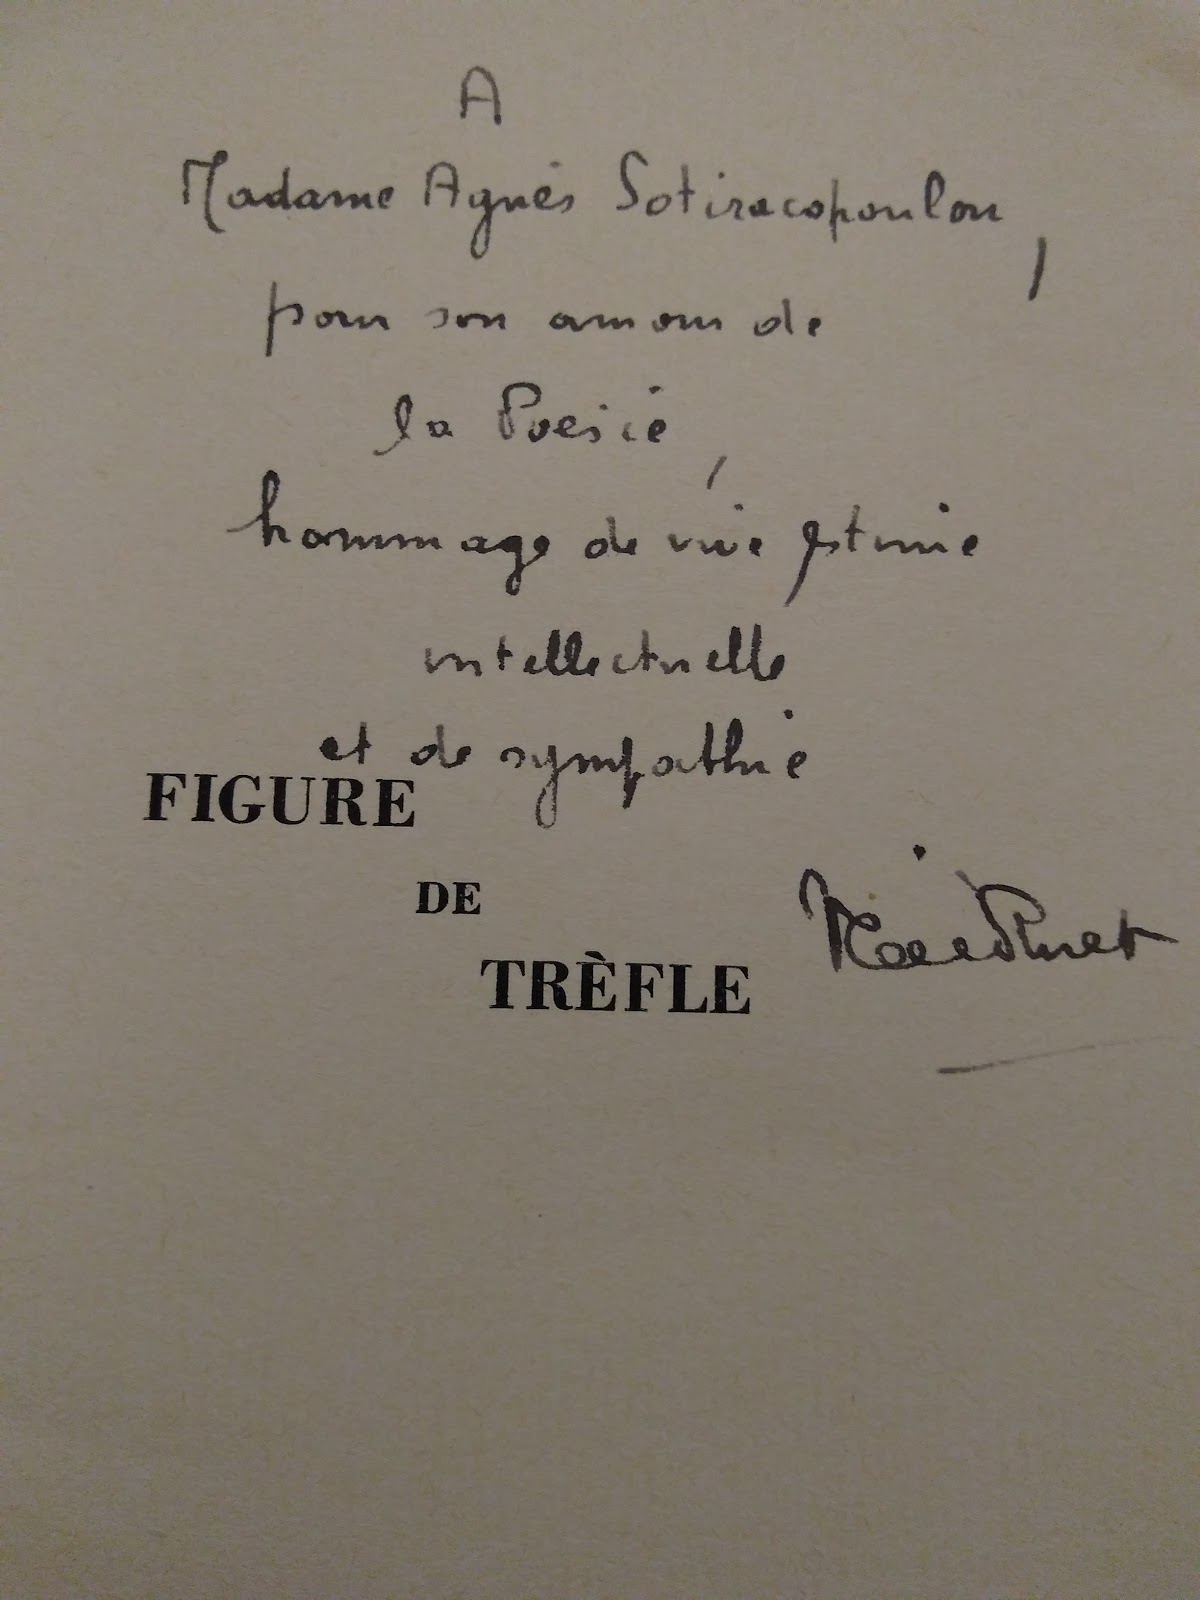 A
Madame Agnès Sotiracopoulou,
pour son amour de
la Poésie,
hommage de vive estime
intellectuelle
et de sympathie
FIGURE
DE
TRÈFLE